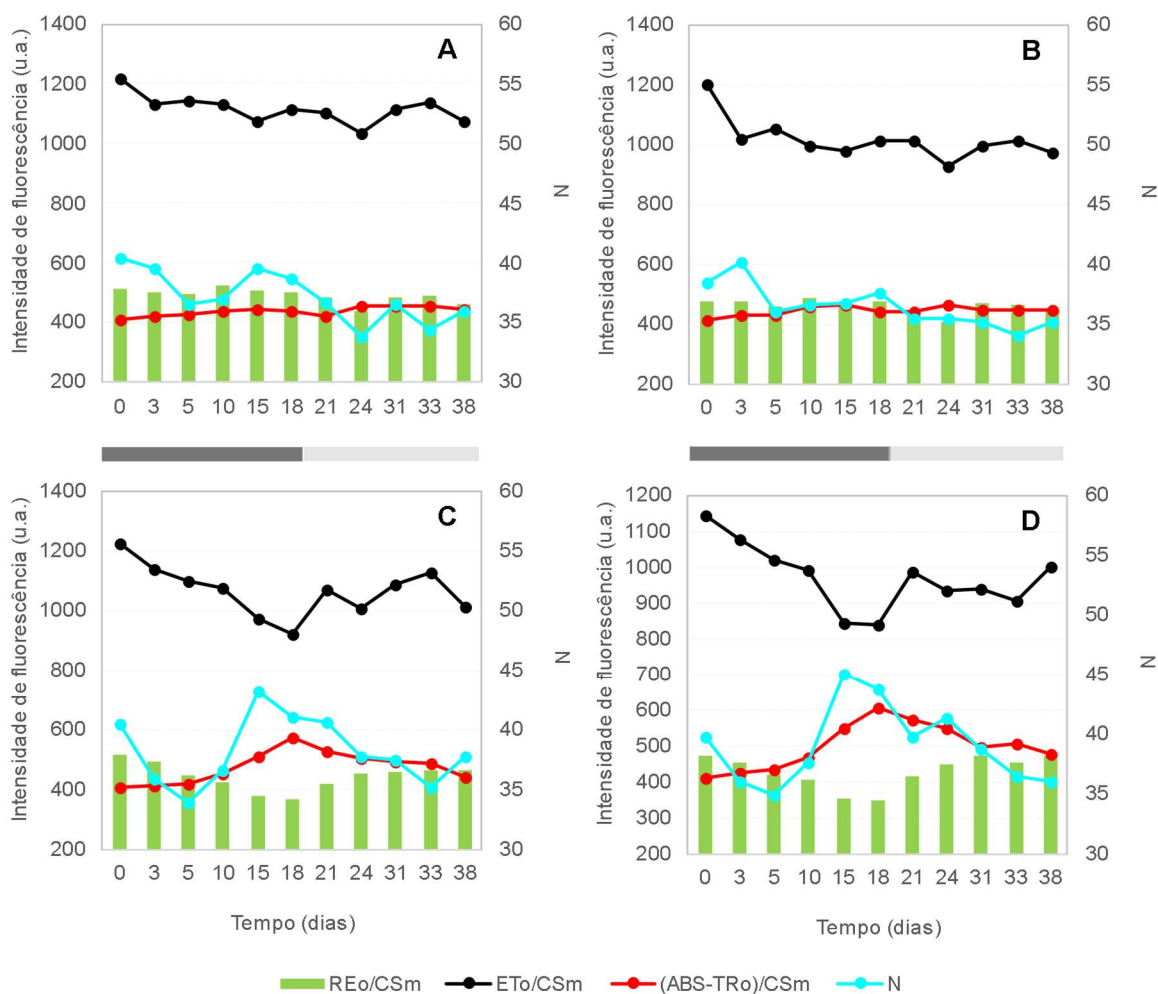 1400 60 1400 60
A B
1200 55 1200 55
1000 50 1000 50
800 45 800 45
600 40 600 40
400 35 400 35
200 30 200 30
Intensidade de fluorescência (u.a.) N Intensidade de fluorescência (u.a.) N
0 3 5 10 15 18 21 24 31 33 38 0 3 5 10 15 18 21 24 31 33 38
1400 60 1200 60
C D
1100
1200 55 55
1000
1000 50 900 50
800
800 45 700 45
600 40 600 40
500
400 35 400 35
300
200 30 200 30
Intensidade de fluorescência (u.a.) N Intensidade de fluorescência (u.a.) N
0 3 5 10 15 18 21 24 31 33 38 0 3 5 10 15 18 21 24 31 33 38
Tempo (dias) Tempo (dias)
REo/CSm ETo/CSm (ABS-TRo)/CSm N